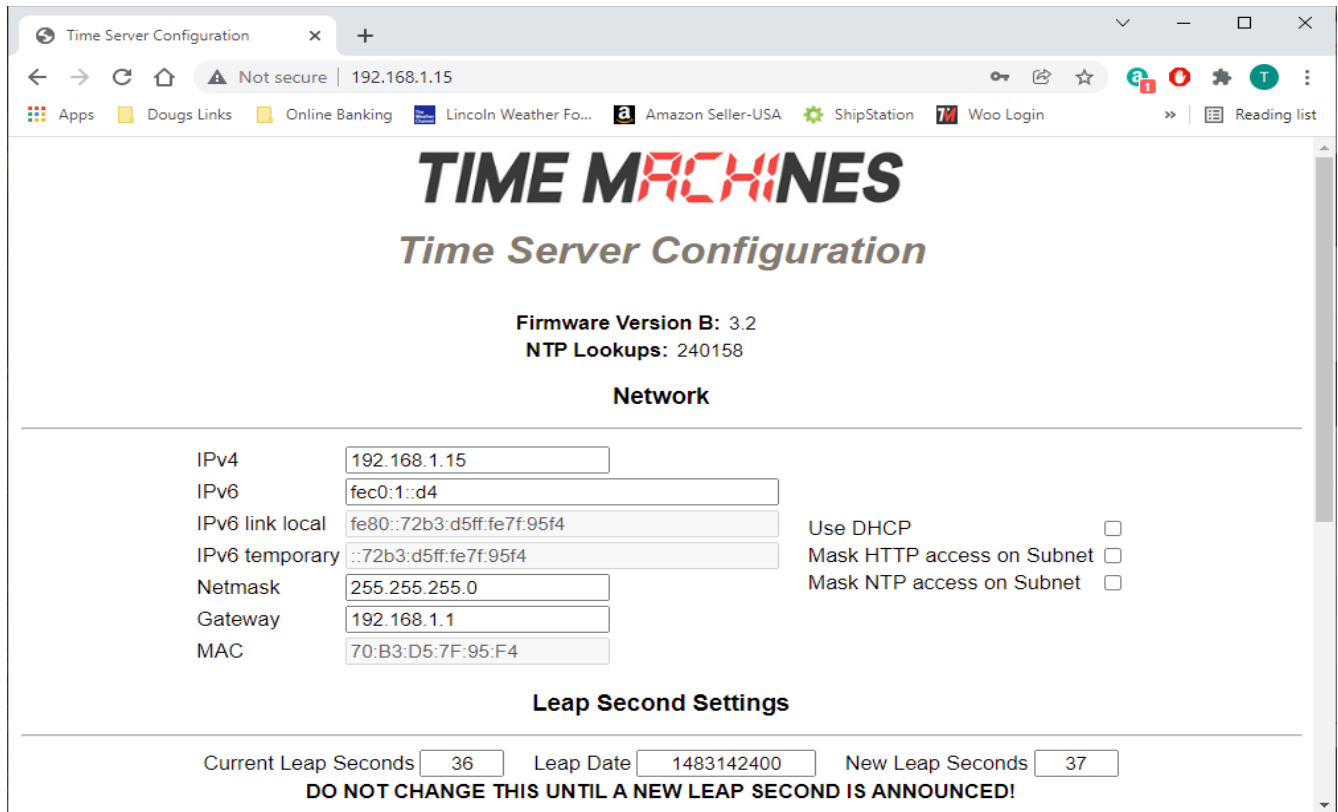 Time Server Configuration
Not secure 192.168.1.15
1
T
Apps Dougs Links Online Banking Lincoln Weather Fo... Amazon Seller-USA ShipStation Woo Login » Reading list
TIME MACHINES
Time Server Configuration
Firmware Version B: 3.2
NTP Lookups: 240158
Network
IPv4 192.168.1.15
IPv6 fec0:1::d4
IPv6 link local fe80::72b3:d5ff:fe7f:95f4
Use DHCP
IPv6 temporary ::72b3:d5ff:fe7f:95f4
Mask HTTP access on Subnet
Netmask 255.255.255.0
Mask NTP access on Subnet
Gateway 192.168.1.1
MAC 70:B3:D5:7F:95:F4
Leap Second Settings
Current Leap Seconds 36 Leap Date 1483142400 New Leap Seconds 37
DO NOT CHANGE THIS UNTIL A NEW LEAP SECOND IS ANNOUNCED!